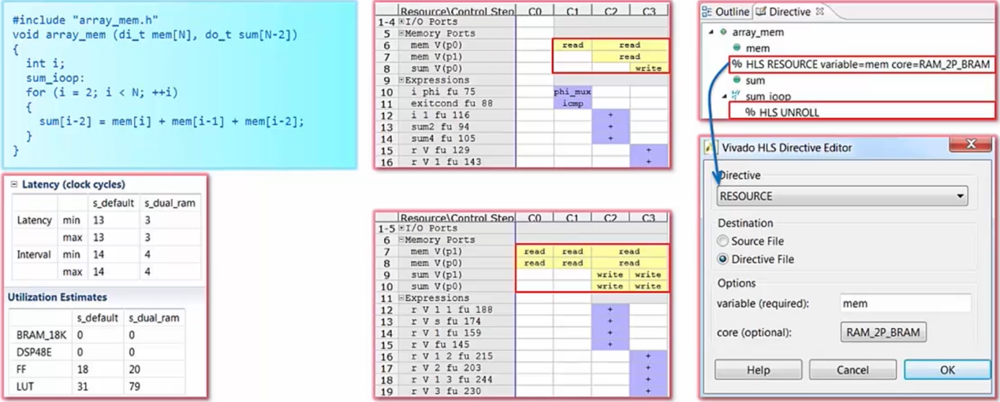 #include "array_mem.h"
void array_mem (di_t mem[N], do_t sum[N-2])
{
int i;
sum_ioop:
for (i = 2; i < N; ++i)
{
sum[i-2] = mem[i] + mem[i-1] + mem[i-2];
}
}
Latency (clock cycles)
s_default s_dual_ram
Latency min 13 3
max 13 3
Interval min 14 4
max 14 4
Utilization Estimates
s_default s_dual_ram
BRAM_18K 0 0
DSP48E 0 0
FF 18 20
LUT 31 79
Resource\Control Step C0 C1 C2 C3
1-4 I/O Ports
5 Memory Ports
6 mem V(p0) read read
7 mem V(p1) read
8 sum V(p0) write
9 Expressions
10 i phi fu 75 phi_mux
11 exitcond fu 88 icmp
12 i 1 fu 116 +
13 sum2 fu 94 +
14 sum4 fu 105 +
15 r V fu 129 +
16 r V 1 fu 143 +
Resource\Control Step C0 C1 C2 C3
1-5 I/O Ports
6 Memory Ports
7 mem V(p1) read read read
8 mem V(p0) read read read
9 sum V(p1) write write
10 sum V(p0) write write
11 Expressions
12 r V 1 1 fu 188 +
13 r V s fu 174 +
14 r V 1 fu 159 +
15 r V fu 145 +
16 r V 1 2 fu 215 +
17 r V 2 fu 203 +
18 r V 1 3 fu 244 +
19 r V 3 fu 230 +
Outline Directive
array_mem
mem
% HLS RESOURCE variable=mem core=RAM_2P_BRAM
sum
sum_ioop
% HLS UNROLL
Vivado HLS Directive Editor
Directive
RESOURCE
Destination
Source File
Directive File
Options
variable (required): mem
core (optional): RAM_2P_BRAM
Help Cancel OK